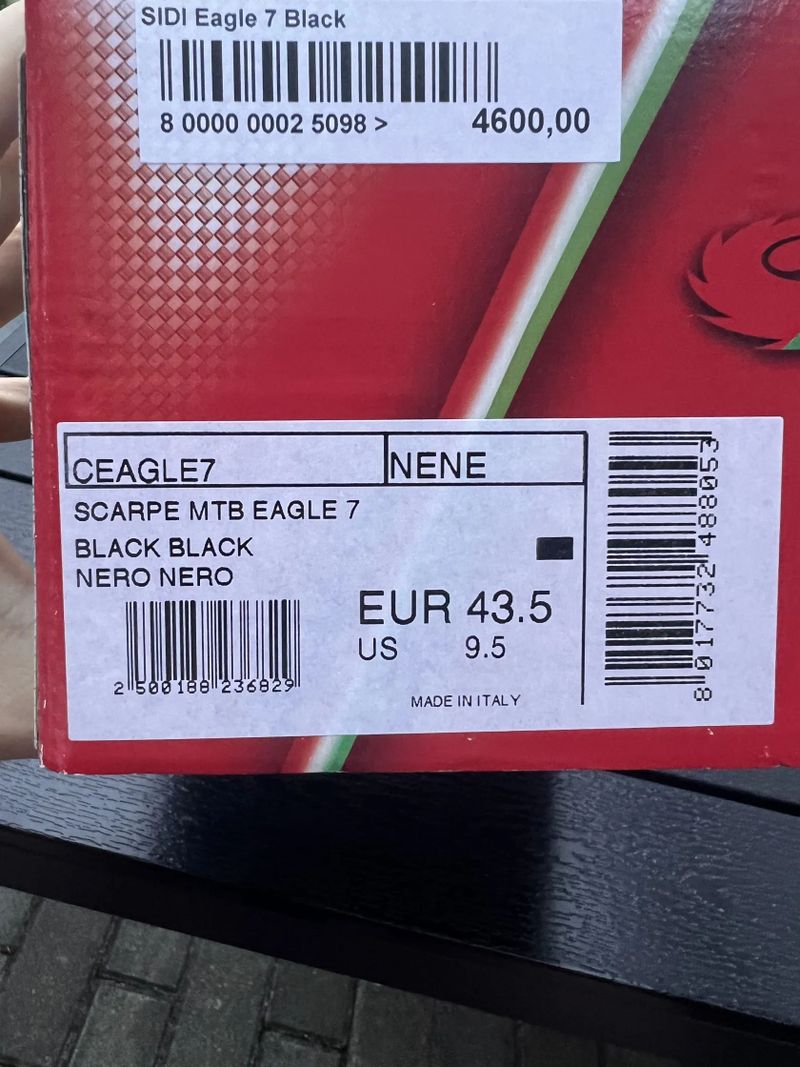 SIDI Eagle 7 Black
8 0000 0002 5098 > 4600,00
CEAGLE7 NENE
SCARPE MTB EAGLE 7
BLACK BLACK
NERO NERO
EUR 43.5
US 9.5
2 500188 236829
MADE IN ITALY
8 017732 488053